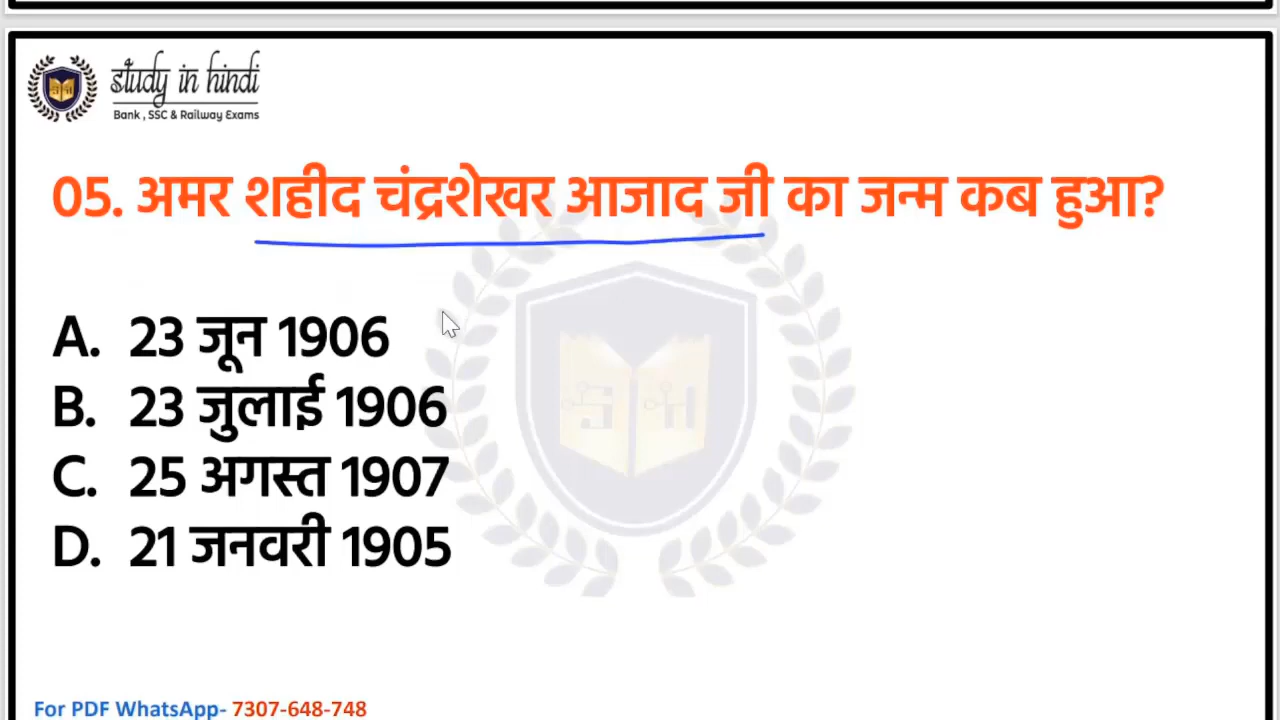 study in hindi
Bank , SSC & Railway Exams
05. अमर शहीद चंद्रशेखर आजाद जी का जन्म कब हुआ?
A. 23 जून 1906
B. 23 जुलाई 1906
C. 25 अगस्त 1907
D. 21 जनवरी 1905
For PDF WhatsApp- 7307-648-748